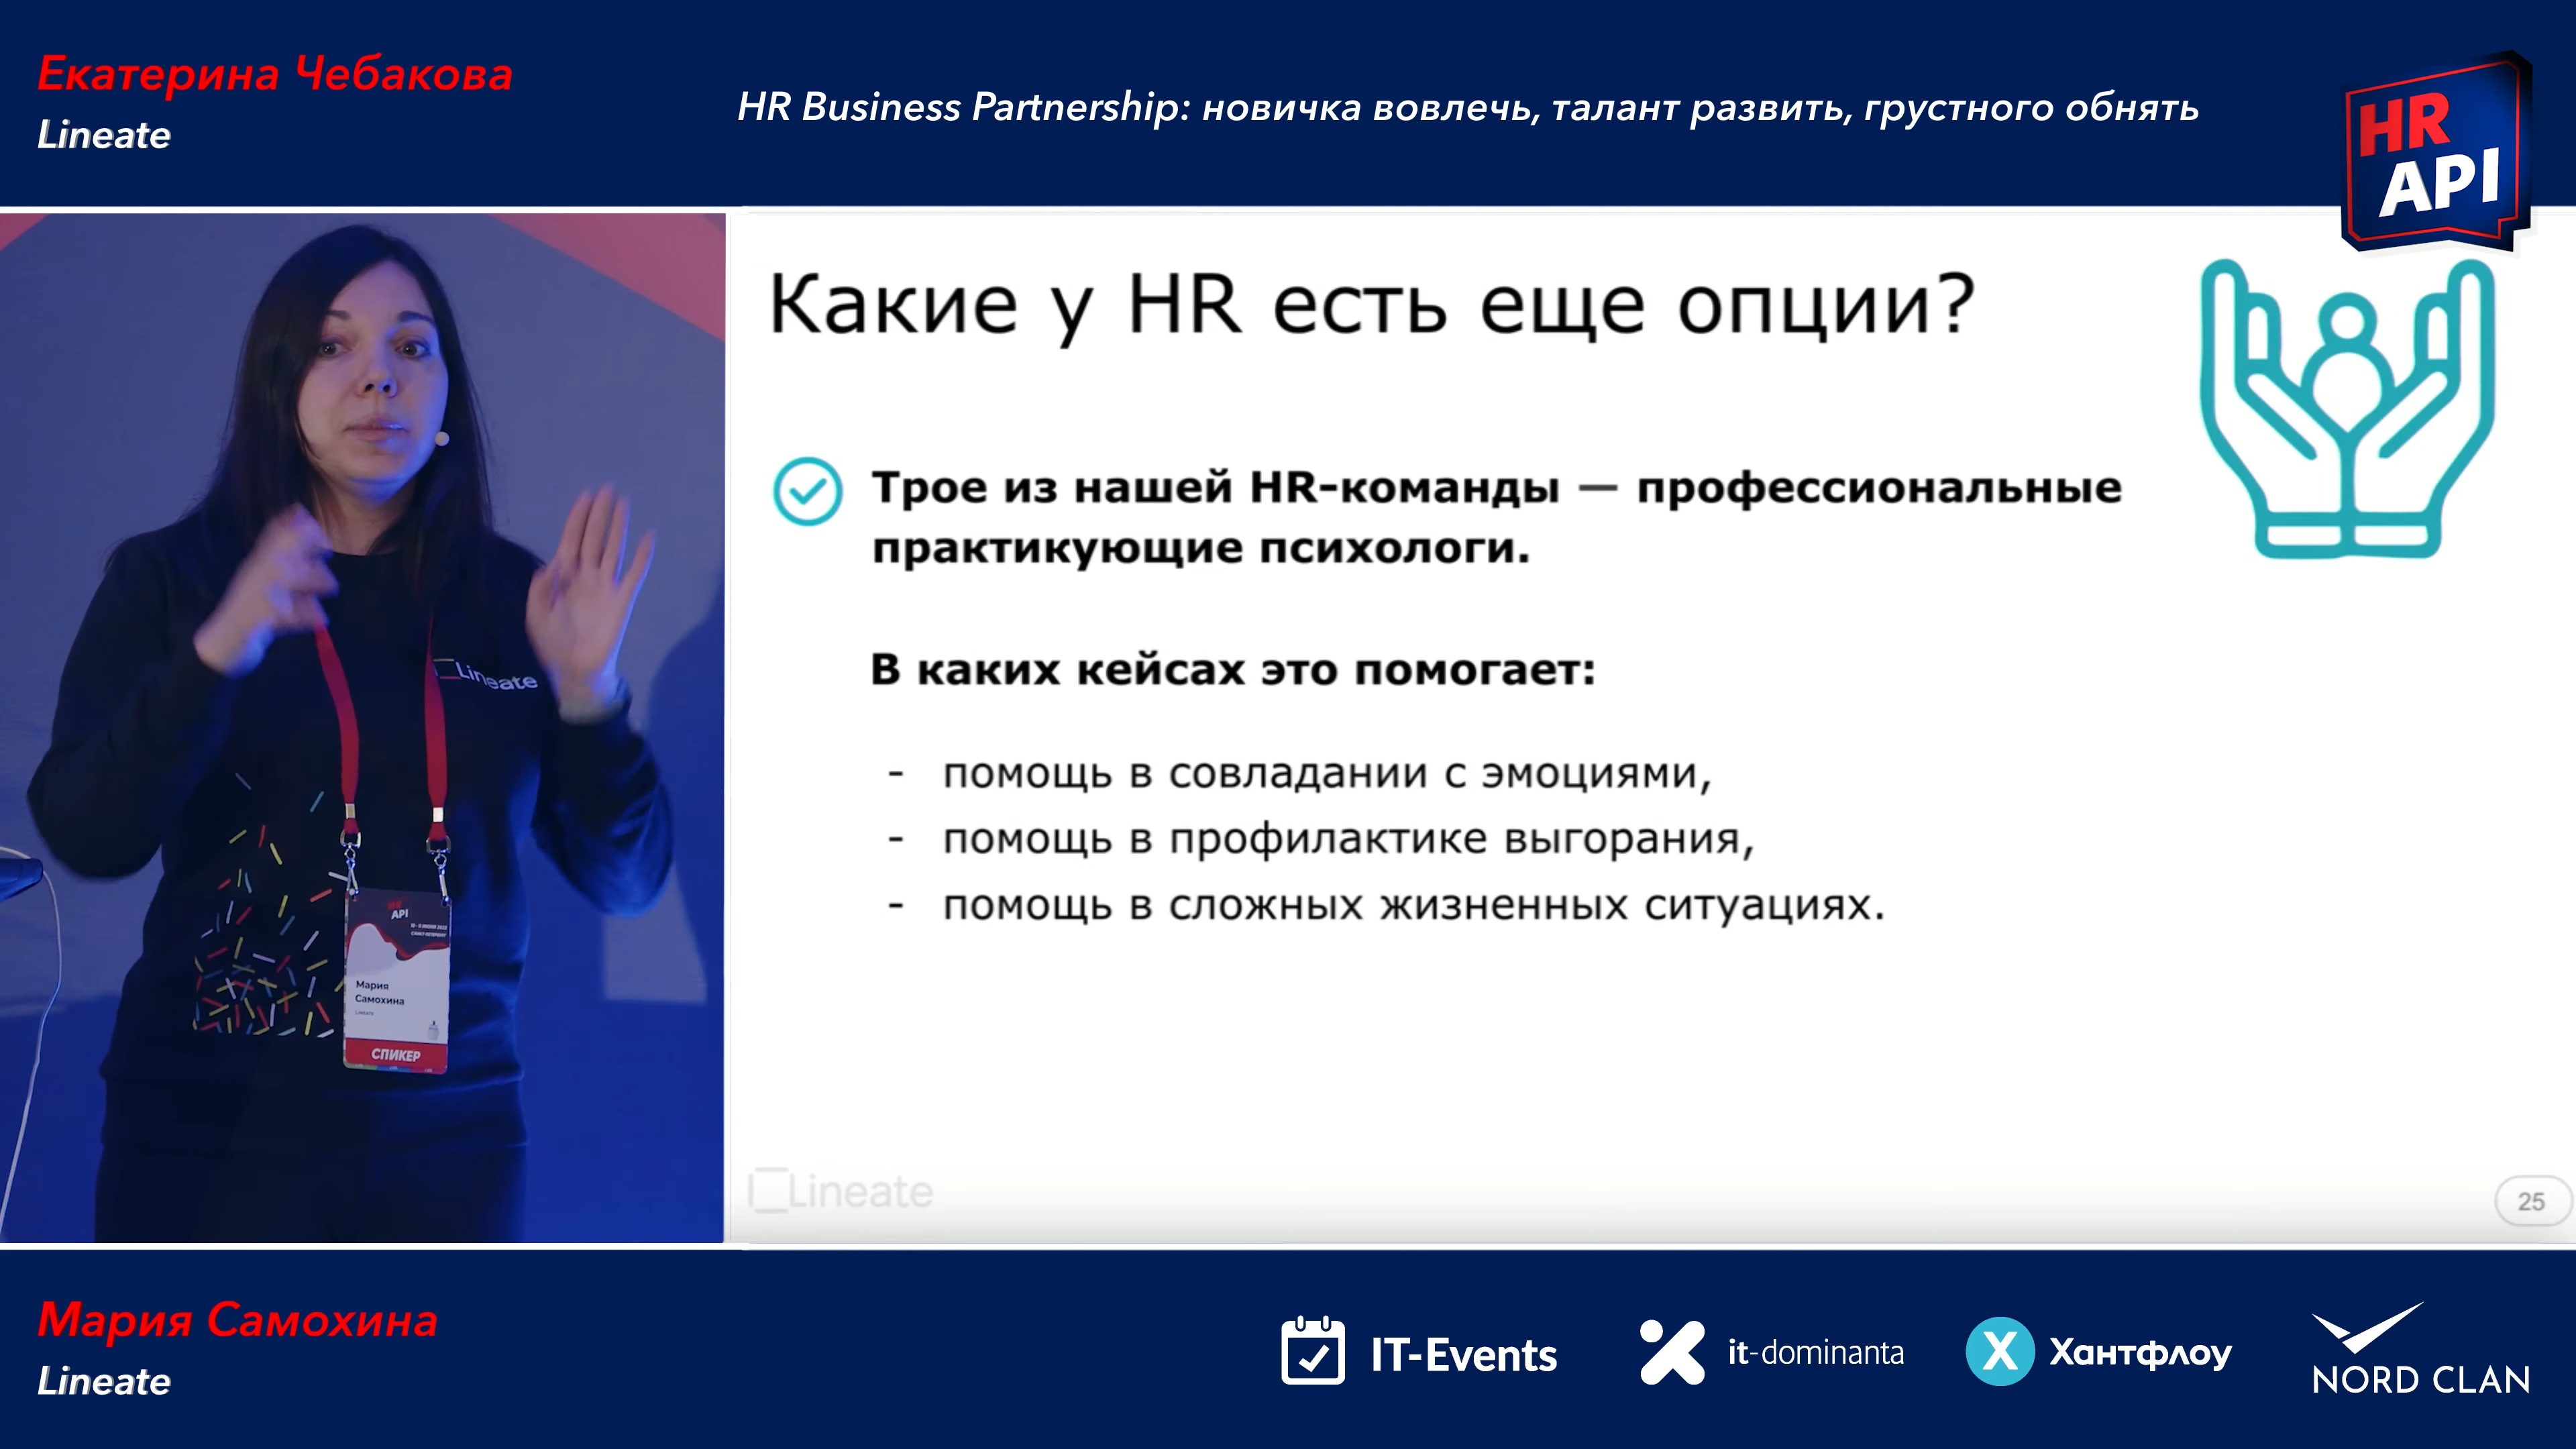 Екатерина Чебакова
Lineate
HR Business Partnership: новичка вовлечь, талант развить, грустного обнять
HR
API
Какие у HR есть еще опции?
Трое из нашей HR-команды — профессиональные
практикующие психологи.
В каких кейсах это помогает:
- помощь в совладании с эмоциями,
- помощь в профилактике выгорания,
- помощь в сложных жизненных ситуациях.
Lineate
25
Lineate
HR
API
Мария
Самохина
СПИКЕР
Мария Самохина
Lineate
IT-Events
it-dominanta
Хантфлоу
NORD CLAN